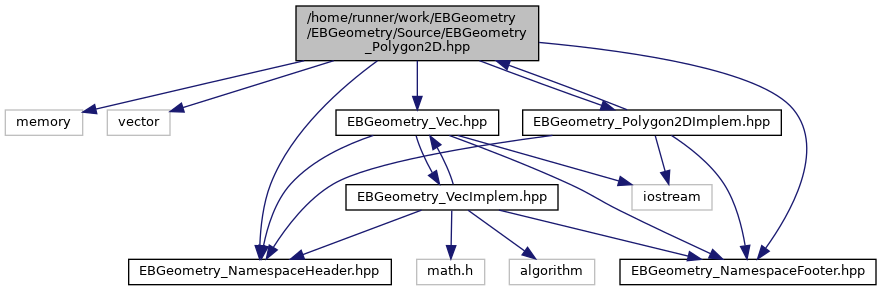 /home/runner/work/EBGeometry
/EBGeometry/Source/EBGeometry
_Polygon2D.hpp
memory
vector
EBGeometry_Vec.hpp
EBGeometry_Polygon2DImplem.hpp
EBGeometry_VecImplem.hpp
iostream
EBGeometry_NamespaceHeader.hpp
math.h
algorithm
EBGeometry_NamespaceFooter.hpp